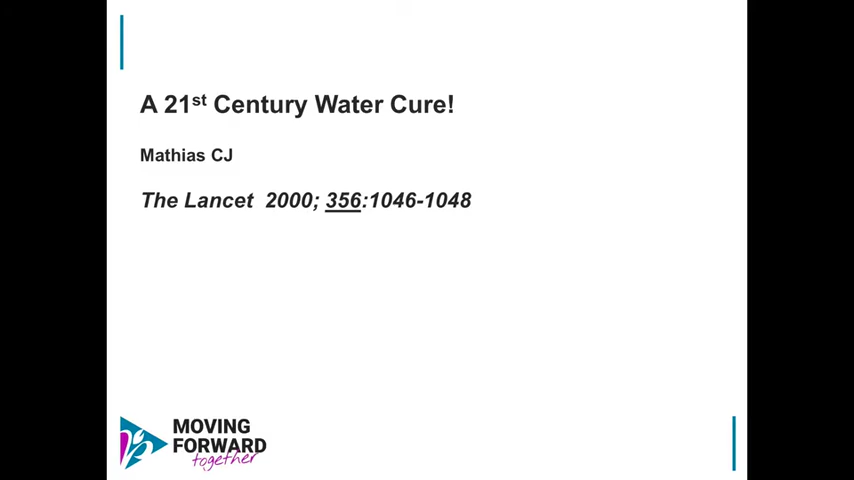 A 21st Century Water Cure!
Mathias CJ
The Lancet 2000; 356:1046-1048
MOVING
FORWARD
together